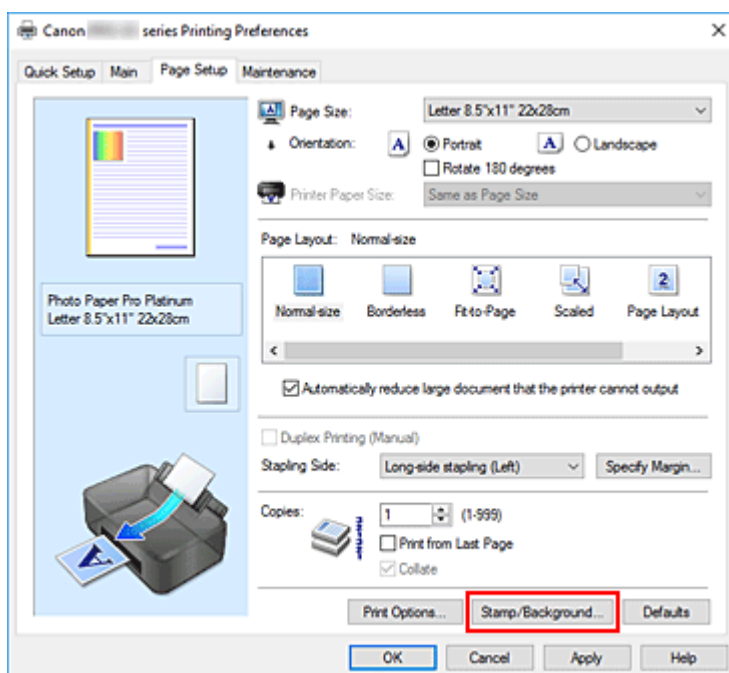 Canon series Printing Preferences
Quick Setup Main Page Setup Maintenance
Page Size: Letter 8.5"x11" 22x28cm
Orientation: A Portrait A Landscape
Rotate 180 degrees
Printer Paper Size: Same as Page Size
Page Layout: Normal-size
2
Normal-size Borderless Fit-to-Page Scaled Page Layout
Photo Paper Pro Platinum
Letter 8.5"x11" 22x28cm
Automatically reduce large document that the printer cannot output
Duplex Printing (Manual)
Stapling Side: Long-side stapling (Left) Specify Margin...
Copies: 1 (1-999)
Print from Last Page
Collate
A
Print Options... Stamp/Background... Defaults
OK Cancel Apply Help